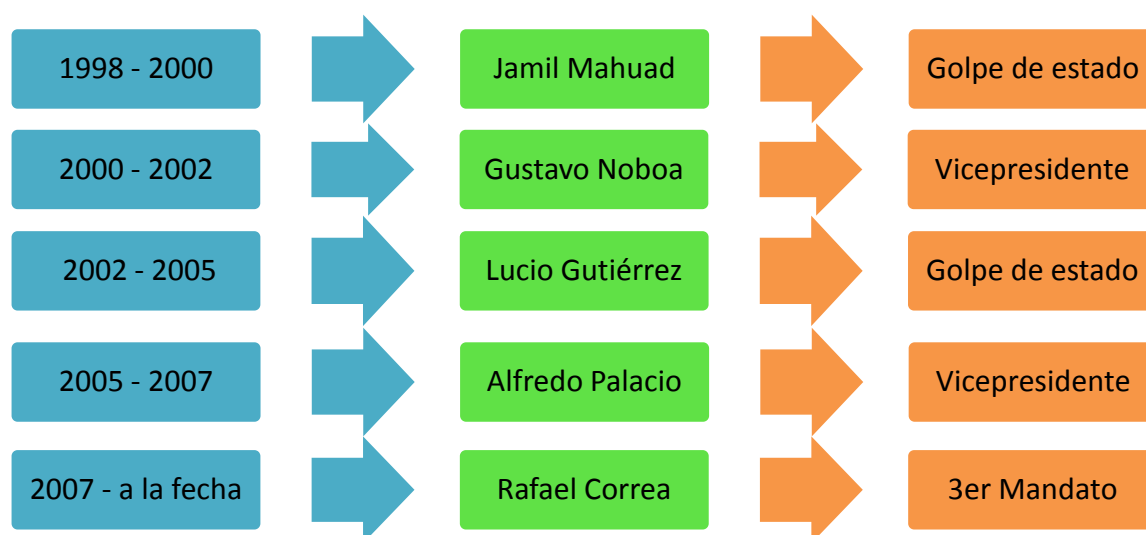 1998 - 2000
Jamil Mahuad
Golpe de estado
2000 - 2002
Gustavo Noboa
Vicepresidente
2002 - 2005
Lucio Gutiérrez
Golpe de estado
2005 - 2007
Alfredo Palacio
Vicepresidente
2007 - a la fecha
Rafael Correa
3er Mandato